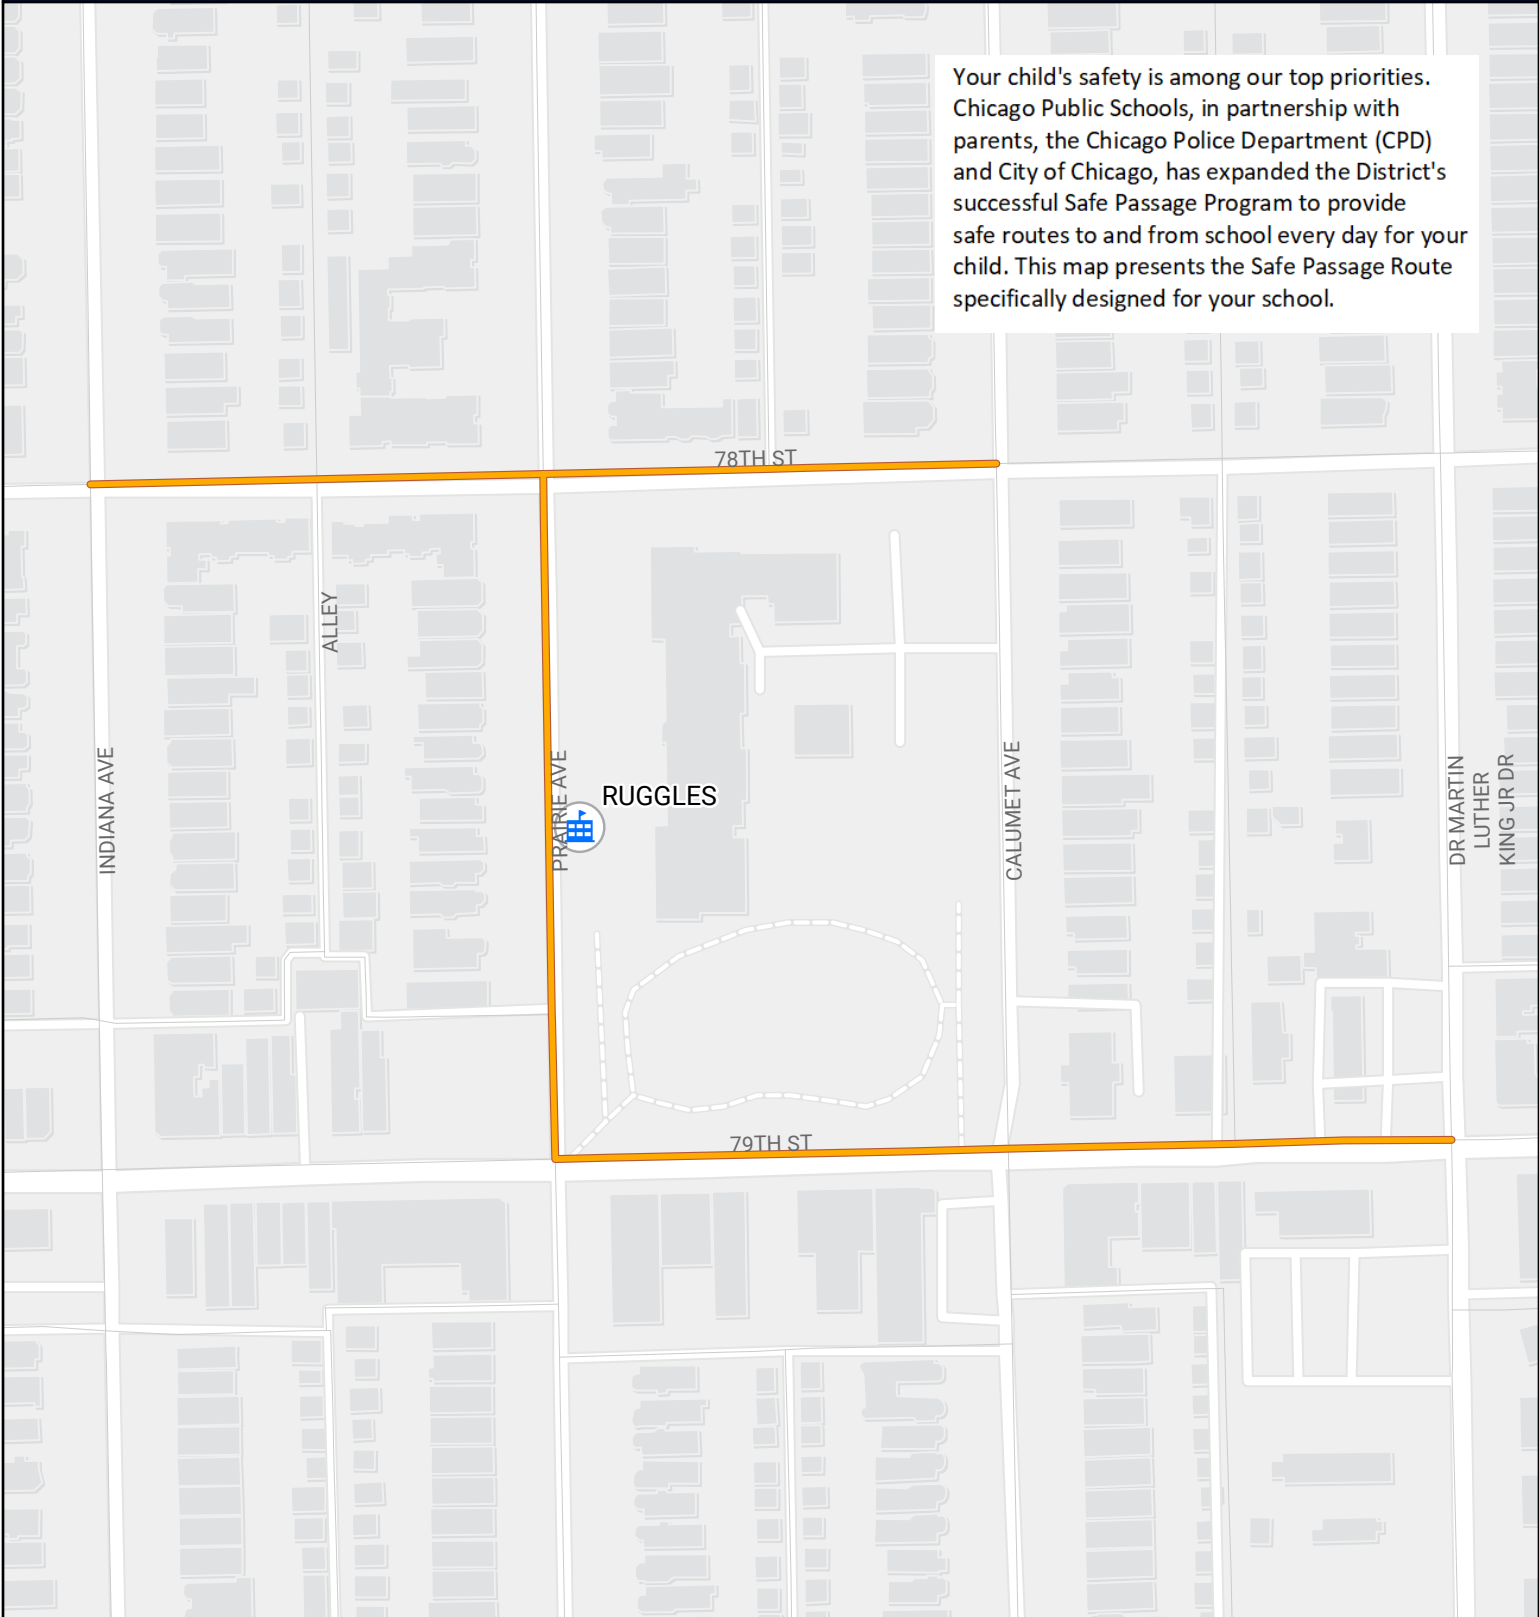 Your child's safety is among our top priorities.
Chicago Public Schools, in partnership with
parents, the Chicago Police Department (CPD)
and City of Chicago, has expanded the District's
successful Safe Passage Program to provide
safe routes to and from school every day for your
child. This map presents the Safe Passage Route
specifically designed for your school.
78TH ST
ALLEY
INDIANA AVE
PRAIRIE AVE
RUGGLES
CALUMET AVE
DR MARTIN
LUTHER
KING JR DR
79TH ST